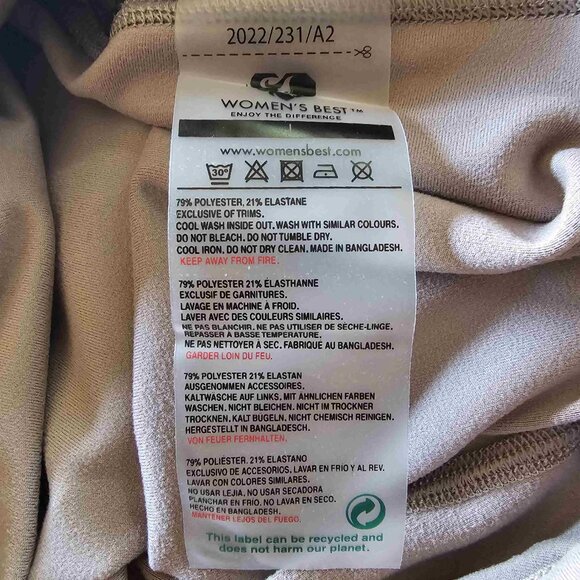 2022/231/A2
WOMEN'S BEST™
ENJOY THE DIFFERENCE
www.womensbest.com
30°
79% POLYESTER, 21% ELASTANE
EXCLUSIVE OF TRIMS.
COOL WASH INSIDE OUT. WASH WITH SIMILAR COLOURS.
DO NOT BLEACH. DO NOT TUMBLE DRY.
COOL IRON. DO NOT DRY CLEAN. MADE IN BANGLADESH.
KEEP AWAY FROM FIRE.
79% POLYESTER 21% ELASTHANNE
EXCLUSIF DE GARNITURES.
LAVAGE EN MACHINE À FROID.
LAVER AVEC DES COULEURS SIMILAIRES.
NE PAS BLANCHIR. NE PAS UTILISER DE SÈCHE-LINGE.
REPASSER À BASSE TEMPÉRATURE.
NE PAS NETTOYER À SEC. FABRIQUE AU BANGLADESH.
GARDER LOIN DU FEU.
79% POLYESTER 21% ELASTAN
AUSGENOMMEN ACCESSOIRES.
KALTWÄSCHE AUF LINKS. MIT ÄHNLICHEN FARBEN
WASCHEN. NICHT BLEICHEN. NICHT IM TROCKNER
TROCKNEN, KALT BÜGELN. NICHT CHEMISCH REINIGEN.
HERGESTELLT IN BANGLADESH.
VON FEUER FERNHALTEN.
79% POLIÉSTER. 21% ELASTANO
EXCLUSIVO DE ACCESORIOS. LAVAR EN FRIO Y AL REV.
LAVAR CON COLORES SIMILARES.
NO USAR LEJIA. NO USAR SECADORA
PLANCHAR EN FRIO, NO LAVAR EN SECO.
HECHO EN BANGLADESH.
MANTENER LEJOS DEL FUEGO.
This label can be recycled and
does not harm our planet.